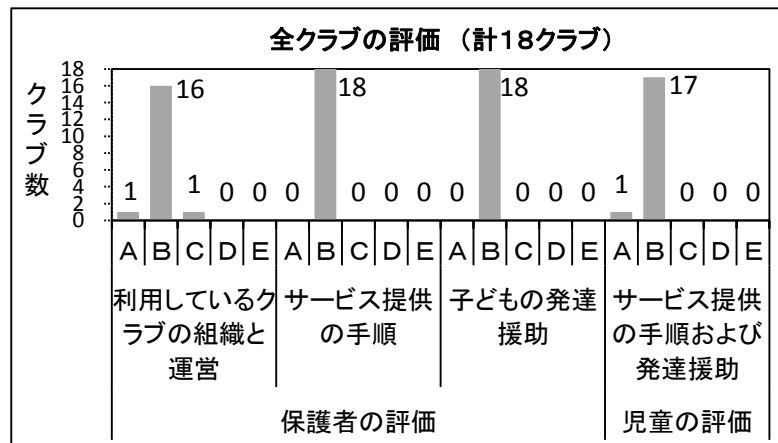 全クラブの評価 （計１８クラブ）
クラブ数
18
16
14
12
10
8
6
4
2
0
1 16 1 0 0 0 18 0 0 0 0 18 0 0 0 1 17 0 0 0
A B C D E A B C D E A B C D E A B C D E
利用しているク
ラブの組織と
運営
サービス提供
の手順
子どもの発達
援助
サービス提供
の手順および
発達援助
保護者の評価 児童の評価